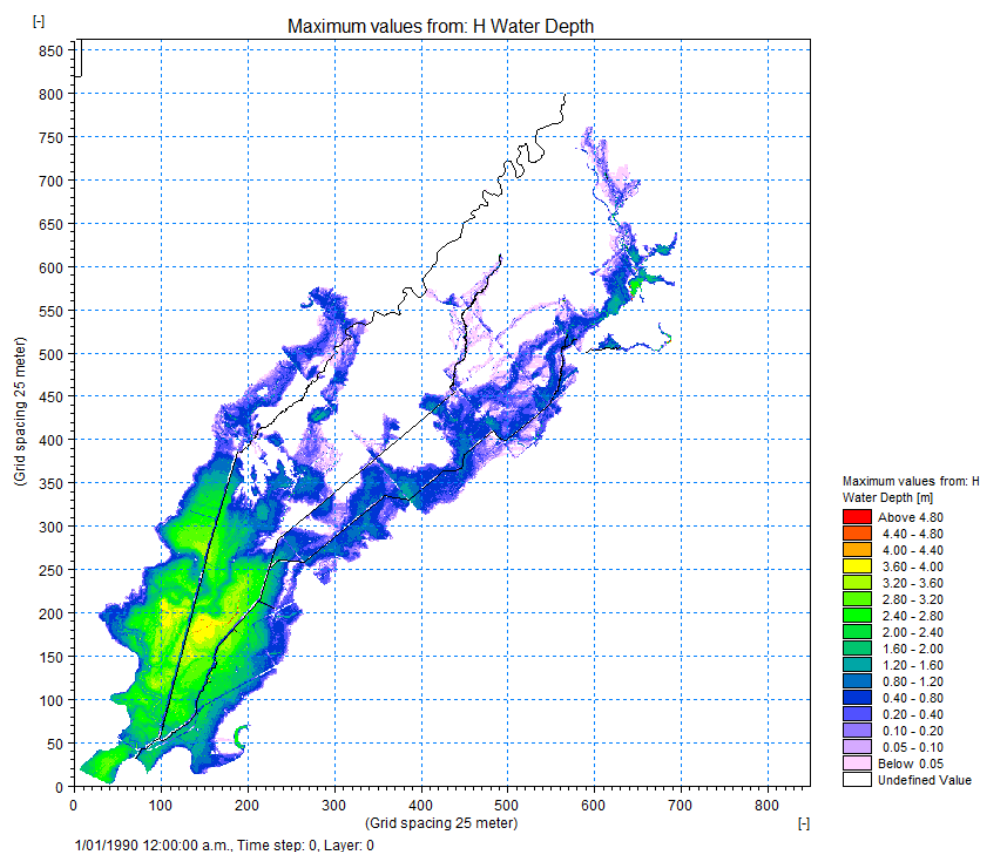 [-]
Maximum values from: H Water Depth
850
800
750
700
650
600
550
500
450
400
350
300
250
200
150
100
50
0
(Grid spacing 25 meter)
0 100 200 300 400 500 600 700 800
(Grid spacing 25 meter) [-]
1/01/1990 12:00:00 a.m., Time step: 0, Layer: 0
Maximum values from: H
Water Depth [m]
Above 4.80
4.40 - 4.80
4.00 - 4.40
3.60 - 4.00
3.20 - 3.60
2.80 - 3.20
2.40 - 2.80
2.00 - 2.40
1.60 - 2.00
1.20 - 1.60
0.80 - 1.20
0.40 - 0.80
0.20 - 0.40
0.10 - 0.20
0.05 - 0.10
Below 0.05
Undefined Value